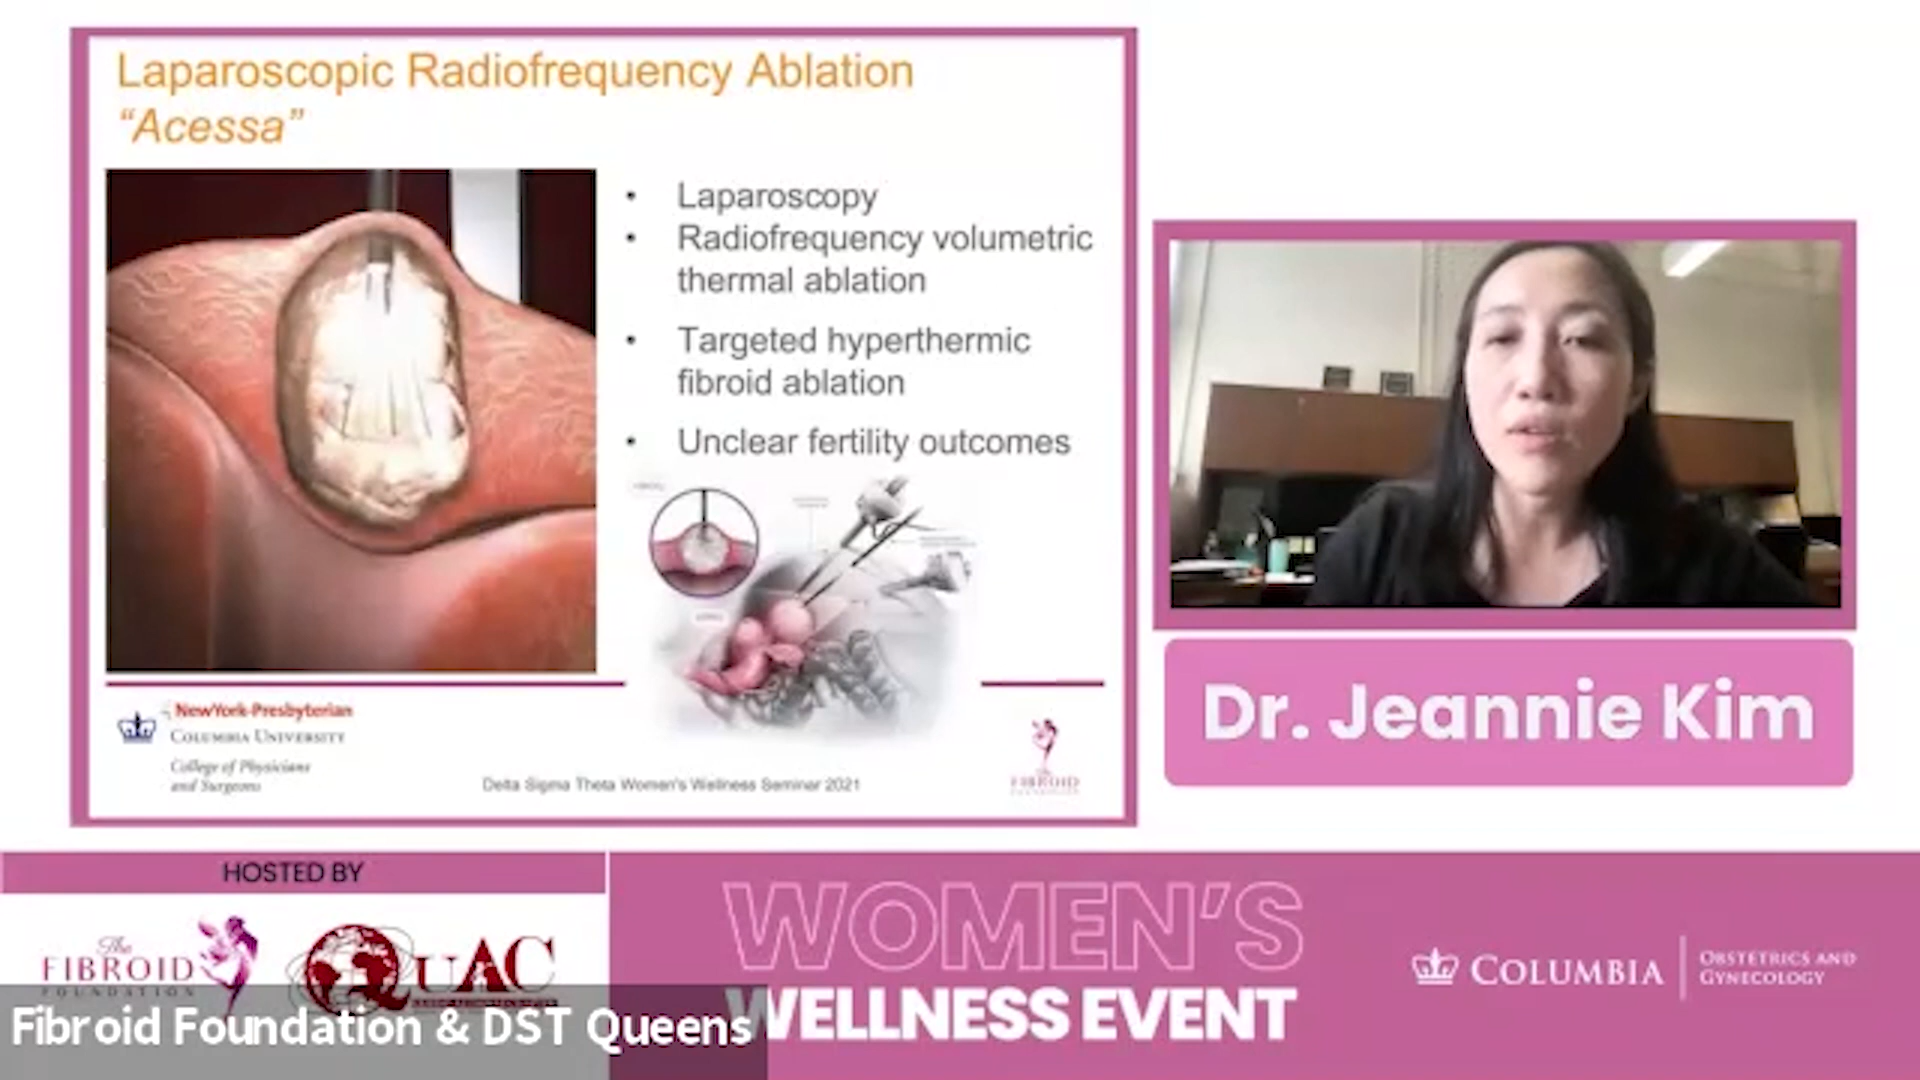 Laparoscopic Radiofrequency Ablation
“Acessa”
• Laparoscopy
• Radiofrequency volumetric
thermal ablation
• Targeted hyperthermic
fibroid ablation
• Unclear fertility outcomes
NewYork-Presbyterian
COLUMBIA UNIVERSITY
College of Physicians
and Surgeons
Delta Sigma Theta Women's Wellness Seminar 2021
The
FIBROID
Dr. Jeannie Kim
HOSTED BY
The
FIBROID
FOUNDATION
QUAC
Fibroid Foundation & DST Queens
WOMEN’S
WELLNESS EVENT
COLUMBIA
OBSTETRICS AND
GYNECOLOGY